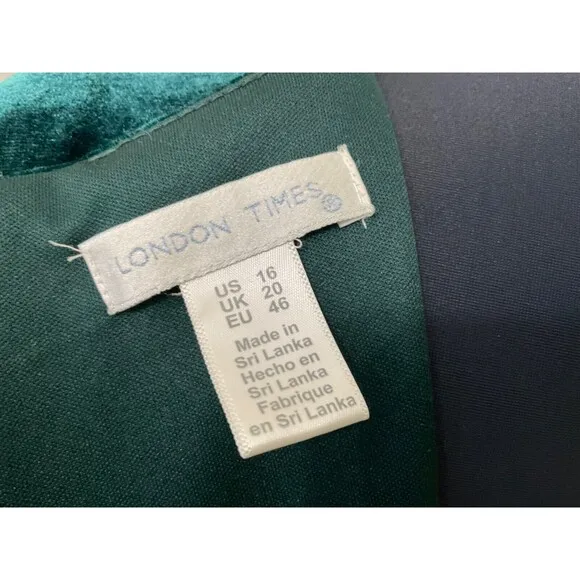 LONDON TIMES®
US 16
UK 20
EU 46
Made in
Sri Lanka
Hecho en
Sri Lanka
Fabrique
en Sri Lanka